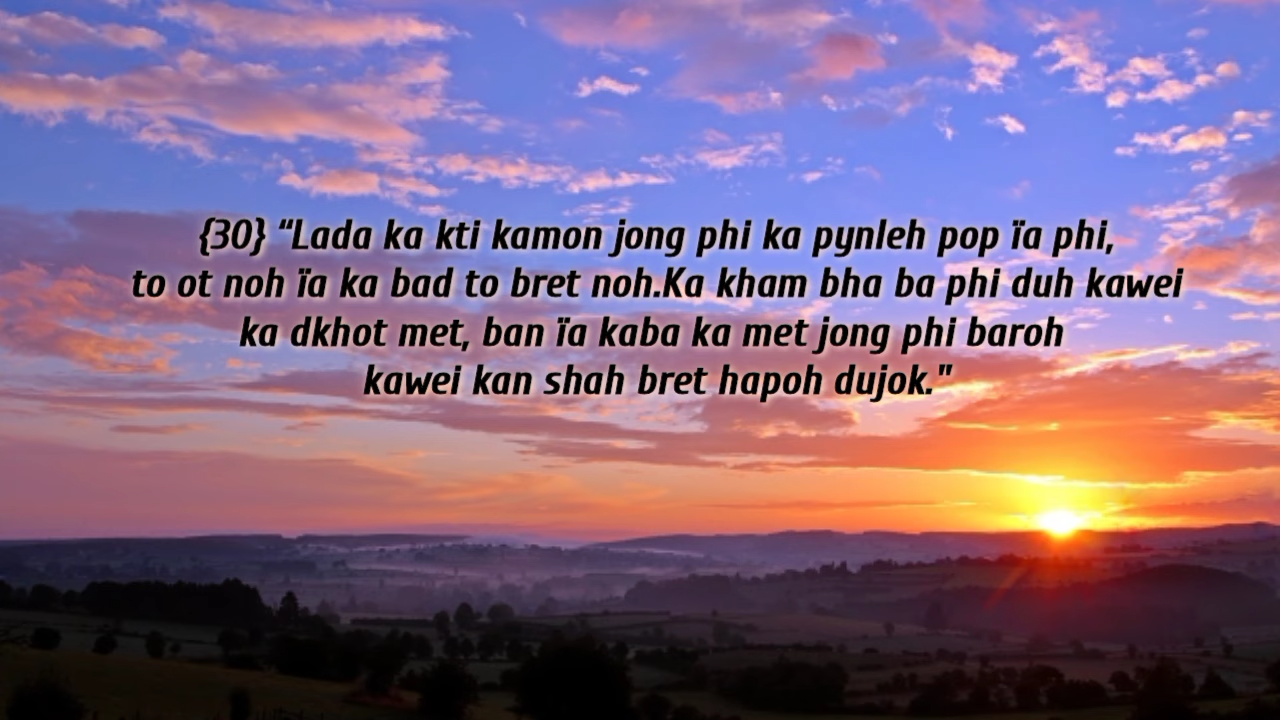 {30} “Lada ka kti kamon jong phi ka pynleh pop ïa phi,
to ot noh ïa ka bad to bret noh.Ka kham bha ba phi duh kawei
ka dkhot met, ban ïa kaba ka met jong phi baroh
kawei kan shah bret hapoh dujok."